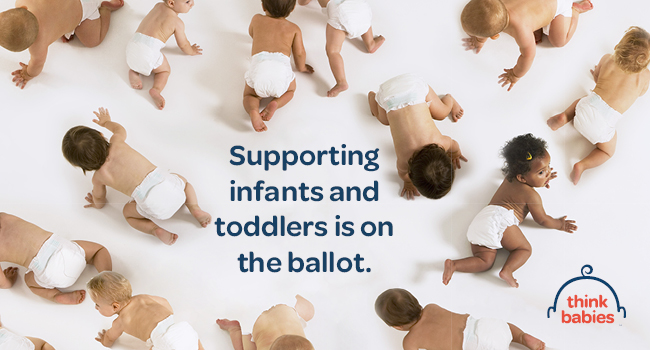 Supporting
infants and
toddlers is on
the ballot.
think
babies